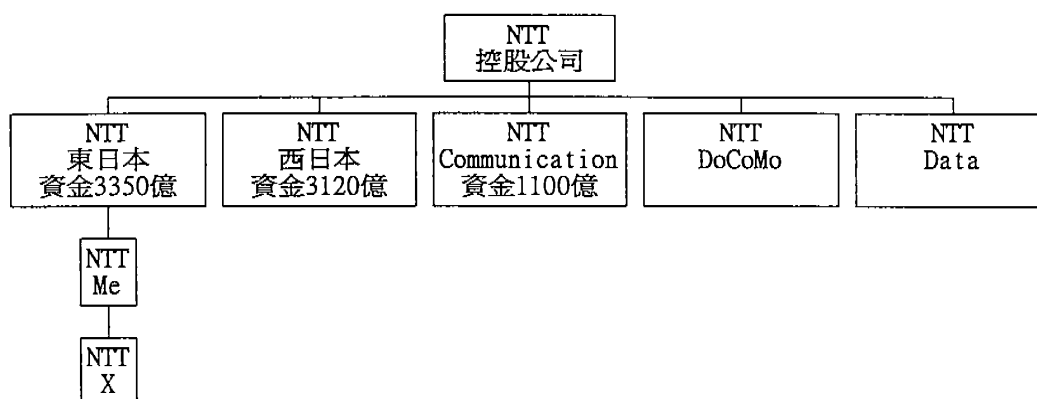 NTT
控股公司
NTT
東日本
資金3350億
NTT
西日本
資金3120億
NTT
Communication
資金1100億
NTT
DoCoMo
NTT
Data
NTT
Me
NTT
X